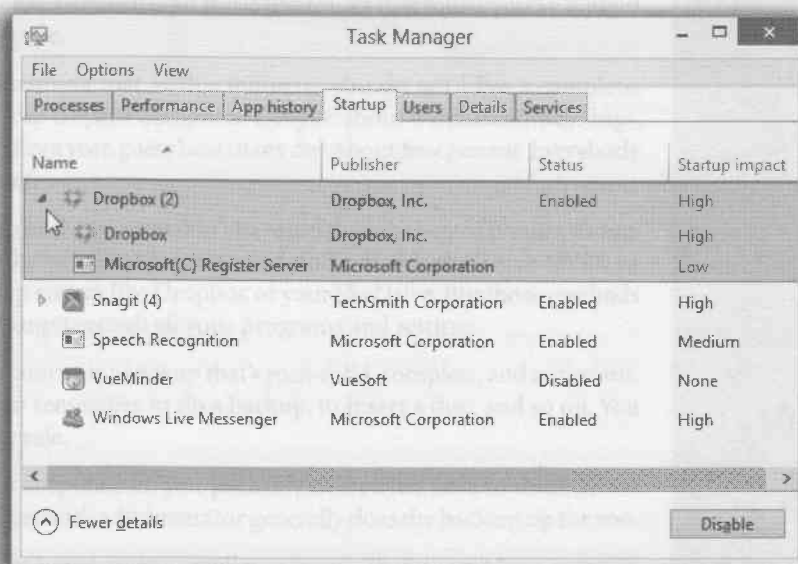 Task Manager
File Options View
Processes Performance App history Startup Users Details Services
Name Publisher Status Startup impact
Dropbox (2) Dropbox, Inc. Enabled High
Dropbox Dropbox, Inc. High
Microsoft(C) Register Server Microsoft Corporation Low
Snagit (4) TechSmith Corporation Enabled High
Speech Recognition Microsoft Corporation Enabled Medium
VueMinder VueSoft Disabled None
Windows Live Messenger Microsoft Corporation Enabled High
Fewer details Disable